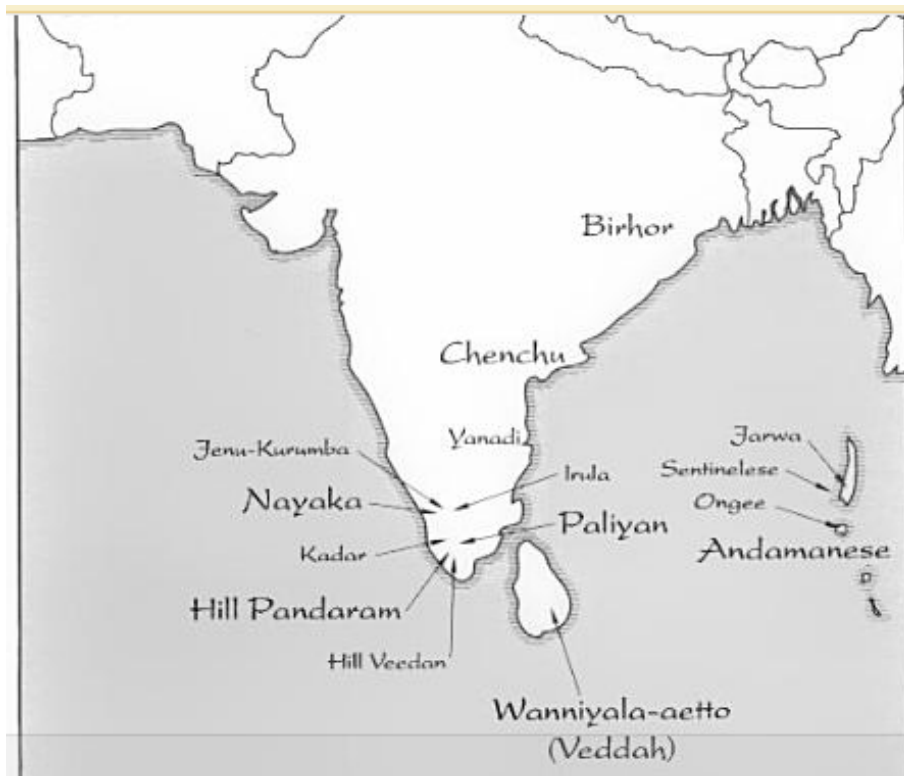 Birhor
Chenchu
Yanadi
Jenu-Kurumba
Irula
Nayaka
Paliyan
Kadar
Hill Pandaram
Hill Veedan
Jarwa
Sentinelese
Ongee
Andamanese
Wanniyala-aetto
(Veddah)